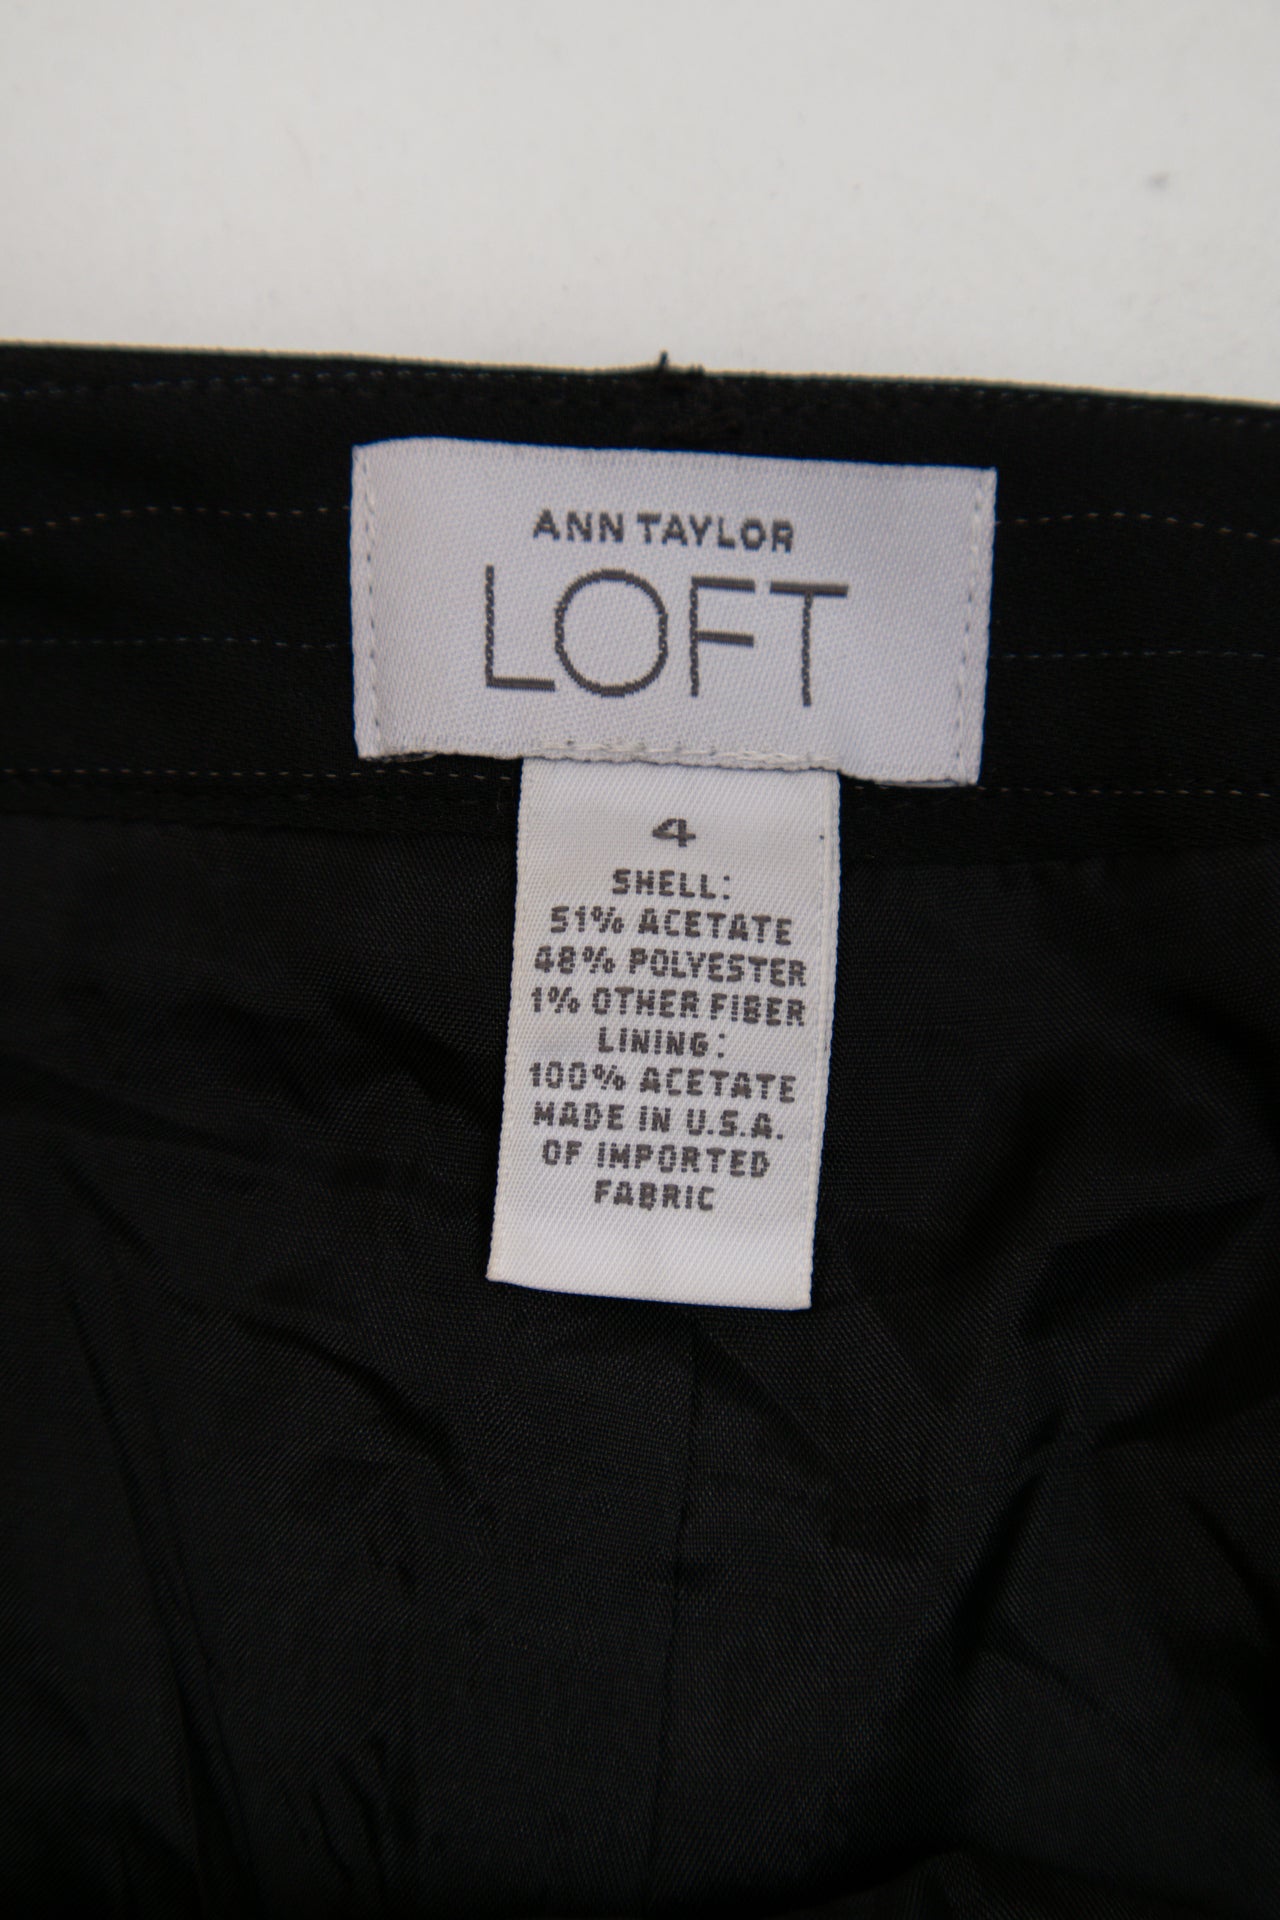 ANN TAYLOR
LOFT
4
SHELL:
51% ACETATE
48% POLYESTER
1% OTHER FIBER
LINING:
100% ACETATE
MADE IN U.S.A.
OF IMPORTED
FABRIC